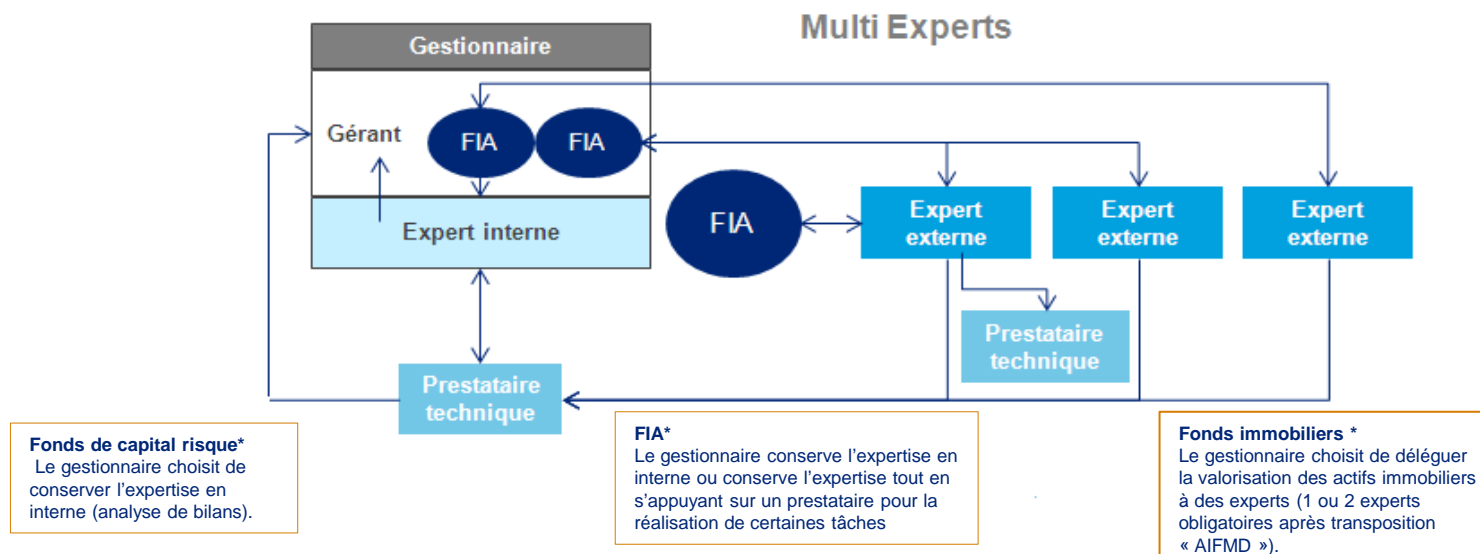 Multi Experts
Gestionnaire
Gérant
FIA
FIA
Expert interne
FIA
Expert
externe
Expert
externe
Expert
externe
Prestataire
technique
Prestataire
technique
Fonds de capital risque*
Le gestionnaire choisit de
conserver l’expertise en
interne (analyse de bilans).
FIA*
Le gestionnaire conserve l’expertise en
interne ou conserve l’expertise tout en
s’appuyant sur un prestataire pour la
réalisation de certaines tâches
Fonds immobiliers *
Le gestionnaire choisit de déléguer
la valorisation des actifs immobiliers
à des experts (1 ou 2 experts
obligatoires après transposition
« AIFMD »).